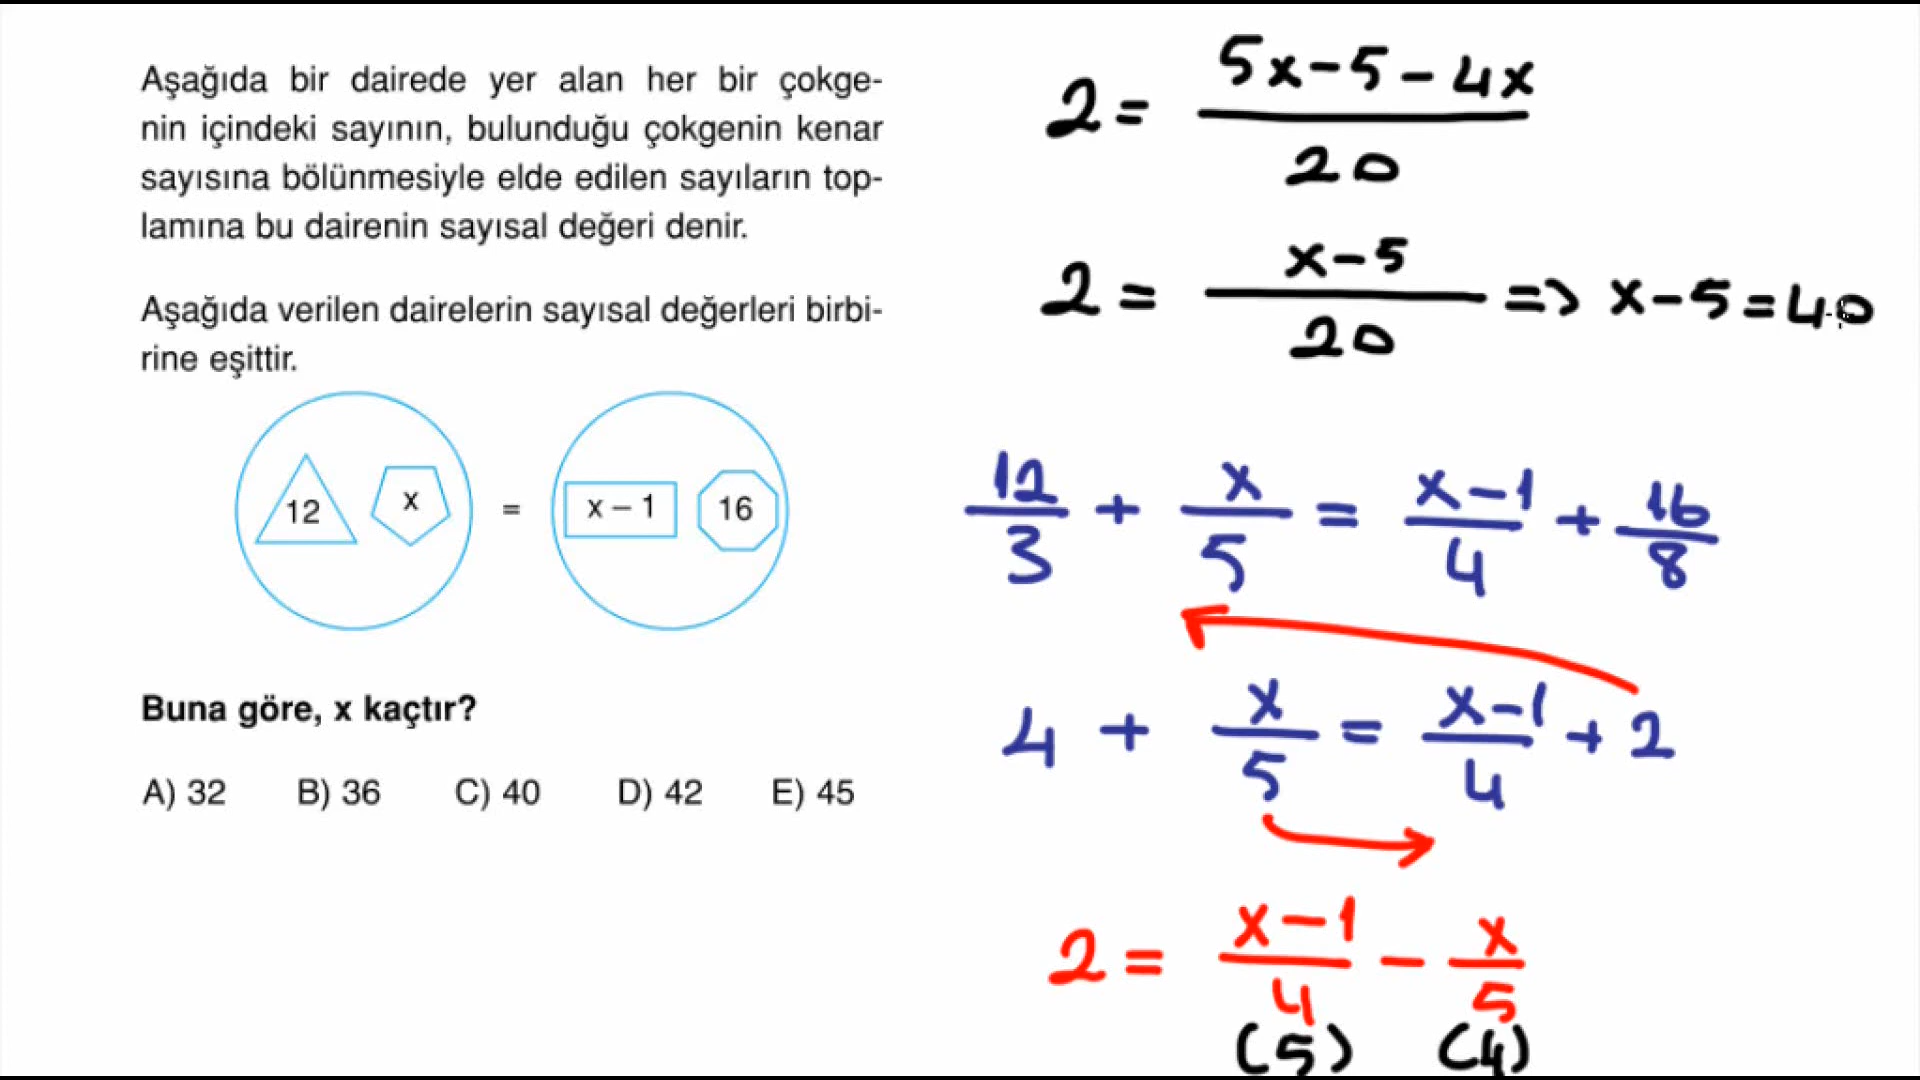 Aşağıda bir dairede yer alan her bir çokge-
nin içindeki sayının, bulunduğu çokgenin kenar
sayısına bölünmesiyle elde edilen sayıların top-
lamına bu dairenin sayısal değeri denir.
Aşağıda verilen dairelerin sayısal değerleri birbi-
rine eşittir.
12 x = x – 1 16
Buna göre, x kaçtır?
A) 32 B) 36 C) 40 D) 42 E) 45
2 = 5x-5-4x / 20
2 = x-5 / 20 => x-5=40
12/3 + x/5 = x-1/4 + 16/8
4 + x/5 = x-1/4 + 2
2 = x-1/4 - x/5
(5) (4)